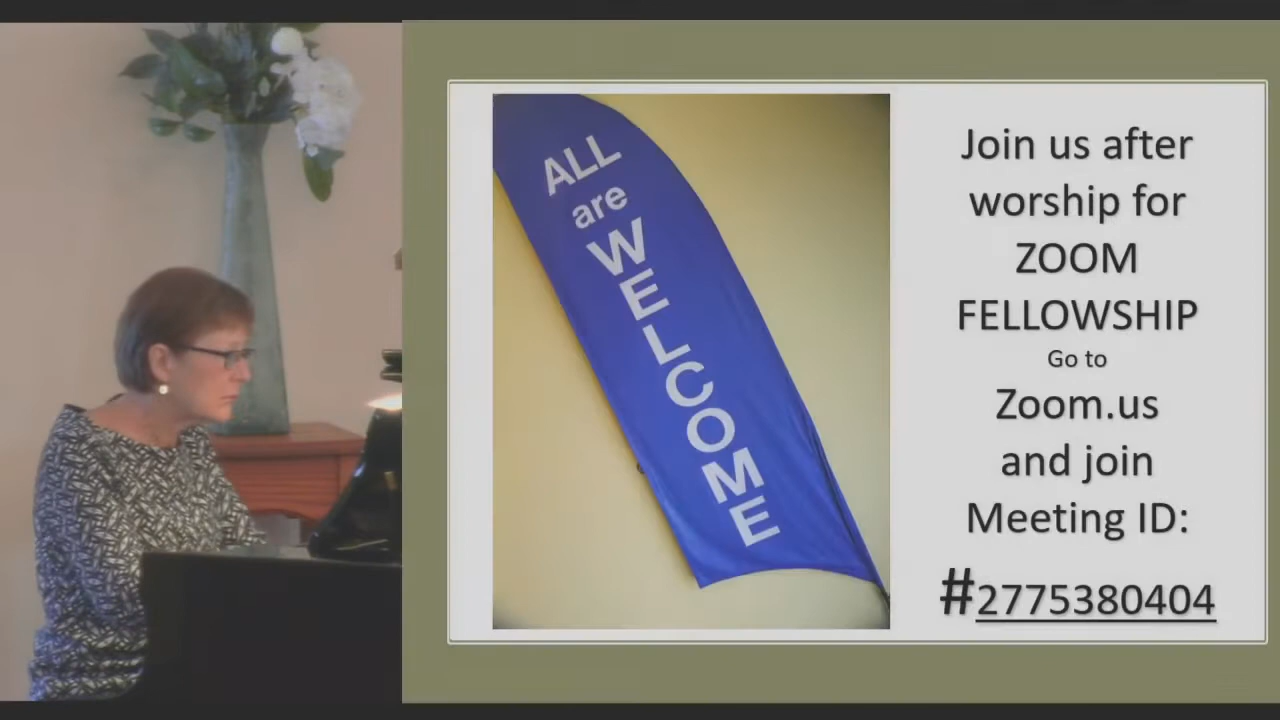 ALL
are
WELCOME
Join us after
worship for
ZOOM
FELLOWSHIP
Go to
Zoom.us
and join
Meeting ID:
#2775380404